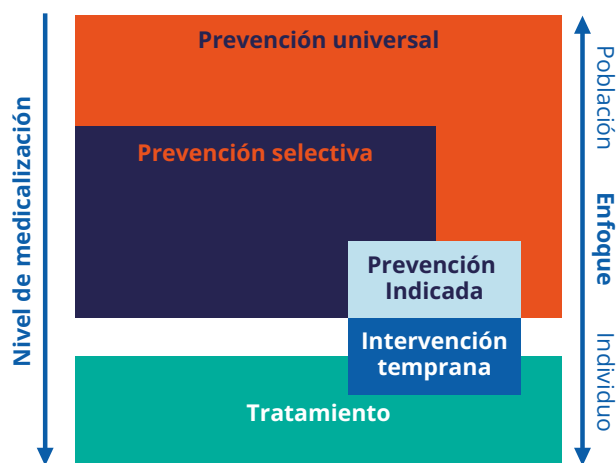 Prevención universal
Prevención selectiva
Prevención
Indicada
Intervención
temprana
Tratamiento
Nivel de medicalización
Población
Enfoque
Individuo